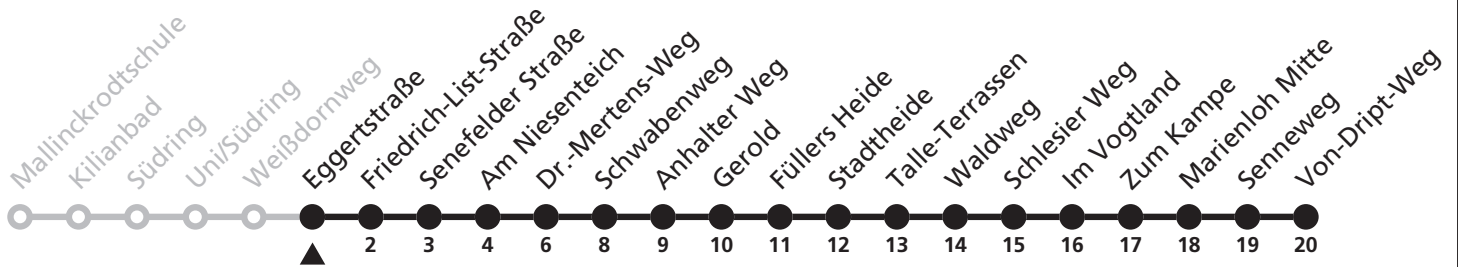 Mallinckrodtschule
Kilianbad
Südring
Uni/Südring
Weißdornweg
Eggertstraße
Friedrich-List-Straße
Senefelder Straße
Am Niesenteich
Dr.-Mertens-Weg
Schwabenweg
Anhalter Weg
Gerold
Füllers Heide
Stadtheide
Talle-Terrassen
Waldweg
Schlesier Weg
Im Vogtland
Zum Kampe
Marienloh Mitte
Senneweg
Von-Dript-Weg
2 3 4 6 8 9 10 11 12 13 14 15 16 17 18 19 20